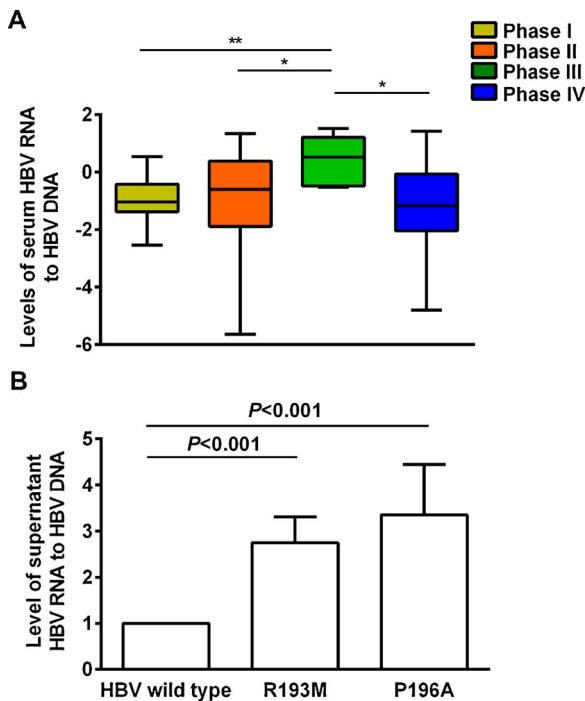 A
Phase I
Phase II
Phase III
Phase IV
**
*
*
Levels of serum HBV RNA
to HBV DNA
2
0
-2
-4
-6
B
P<0.001
P<0.001
Level of supernatant
HBV RNA to HBV DNA
5
4
3
2
1
0
HBV wild type R193M P196A